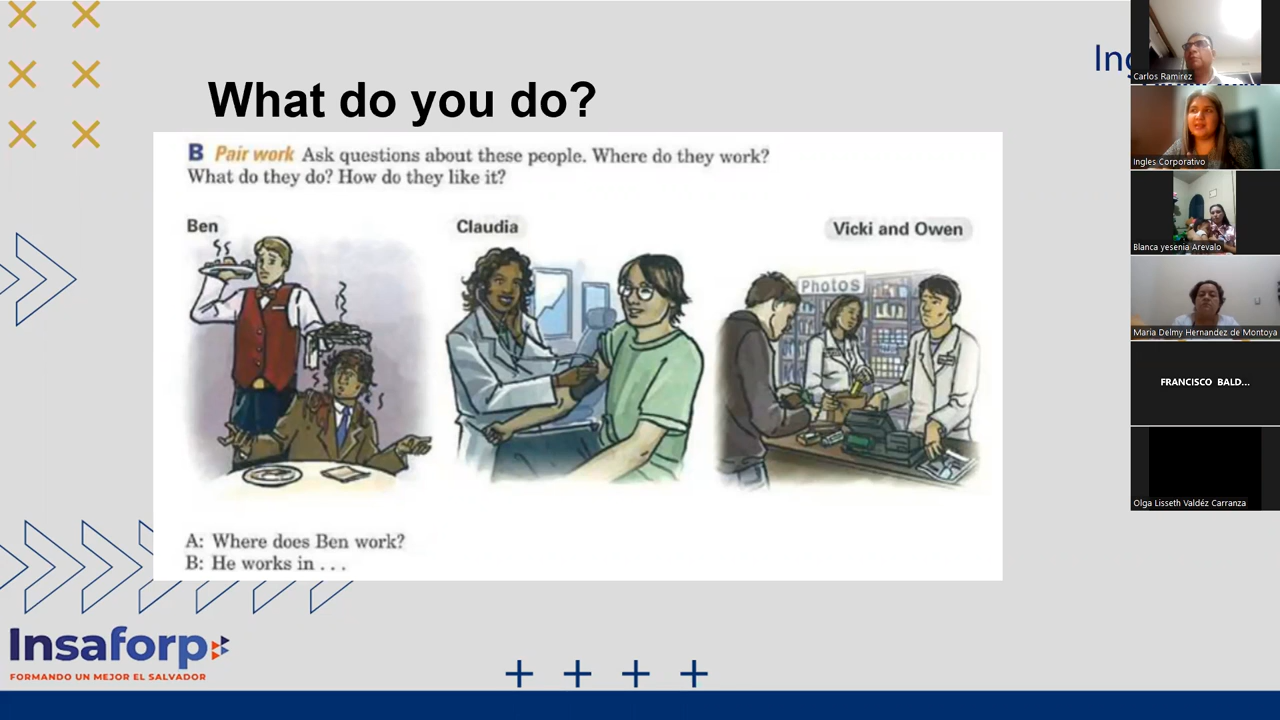 What do you do?
B Pair work Ask questions about these people. Where do they work?
What do they do? How do they like it?
Ben
Claudia
Vicki and Owen
Photos
A: Where does Ben work?
B: He works in . . .
Insaforp
FORMANDO UN MEJOR EL SALVADOR
Carlos Ramirez
Ingles Corporativo
Blanca yesenia Arevalo
Maria Delmy Hernandez de Montoya
FRANCISCO BALD...
Olga Lisseth Valdéz Carranza